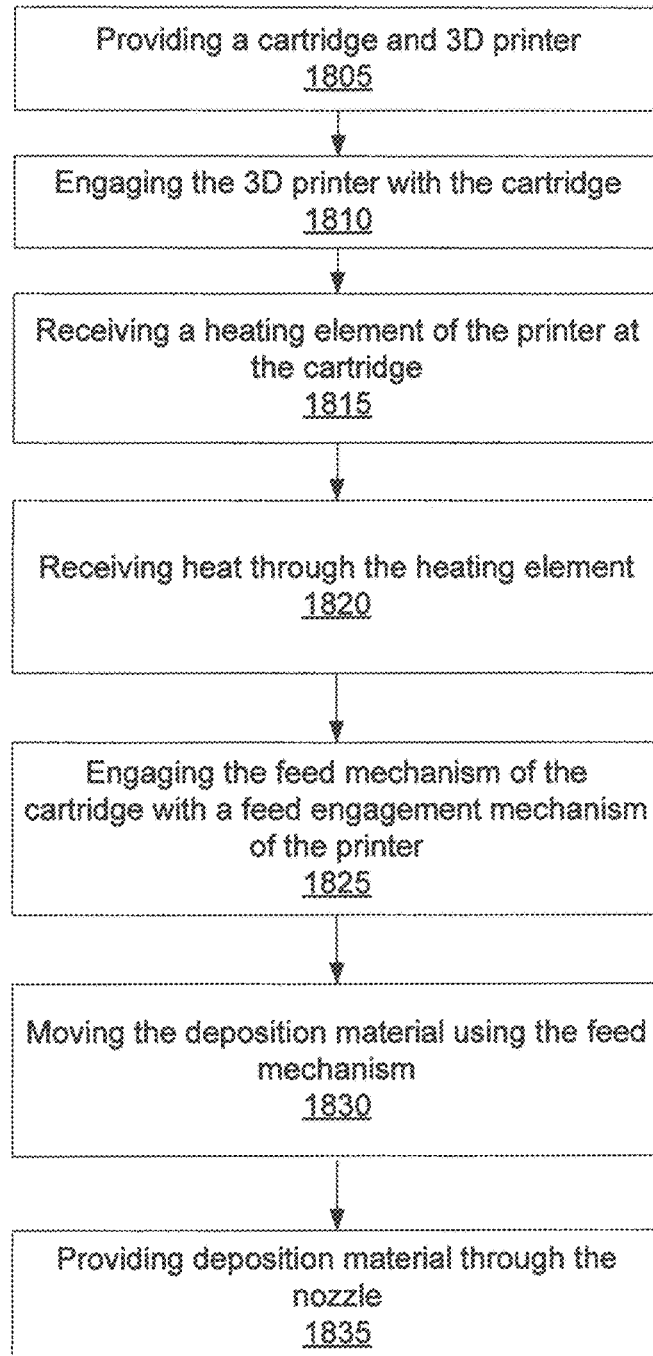 Providing a cartridge and 3D printer
1805
Engaging the 3D printer with the cartridge
1810
Receiving a heating element of the printer at
the cartridge
1815
Receiving heat through the heating element
1820
Engaging the feed mechanism of the
cartridge with a feed engagement mechanism
of the printer
1825
Moving the deposition material using the feed
mechanism
1830
Providing deposition material through the
nozzle
1835